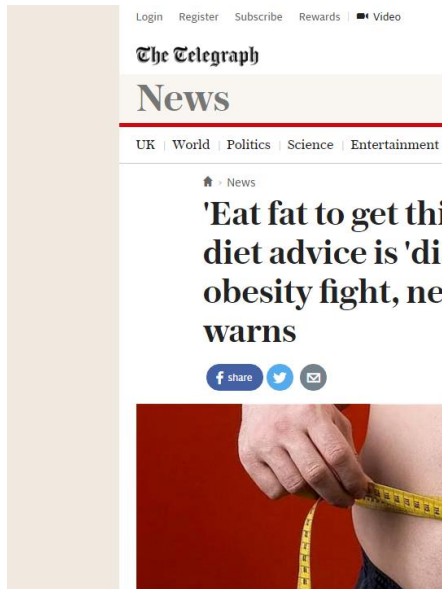 Login Register Subscribe Rewards Video
The Telegraph
News
UK World Politics Science Entertainment
News
'Eat fat to get thi
diet advice is 'di
obesity fight, ne
warns
share